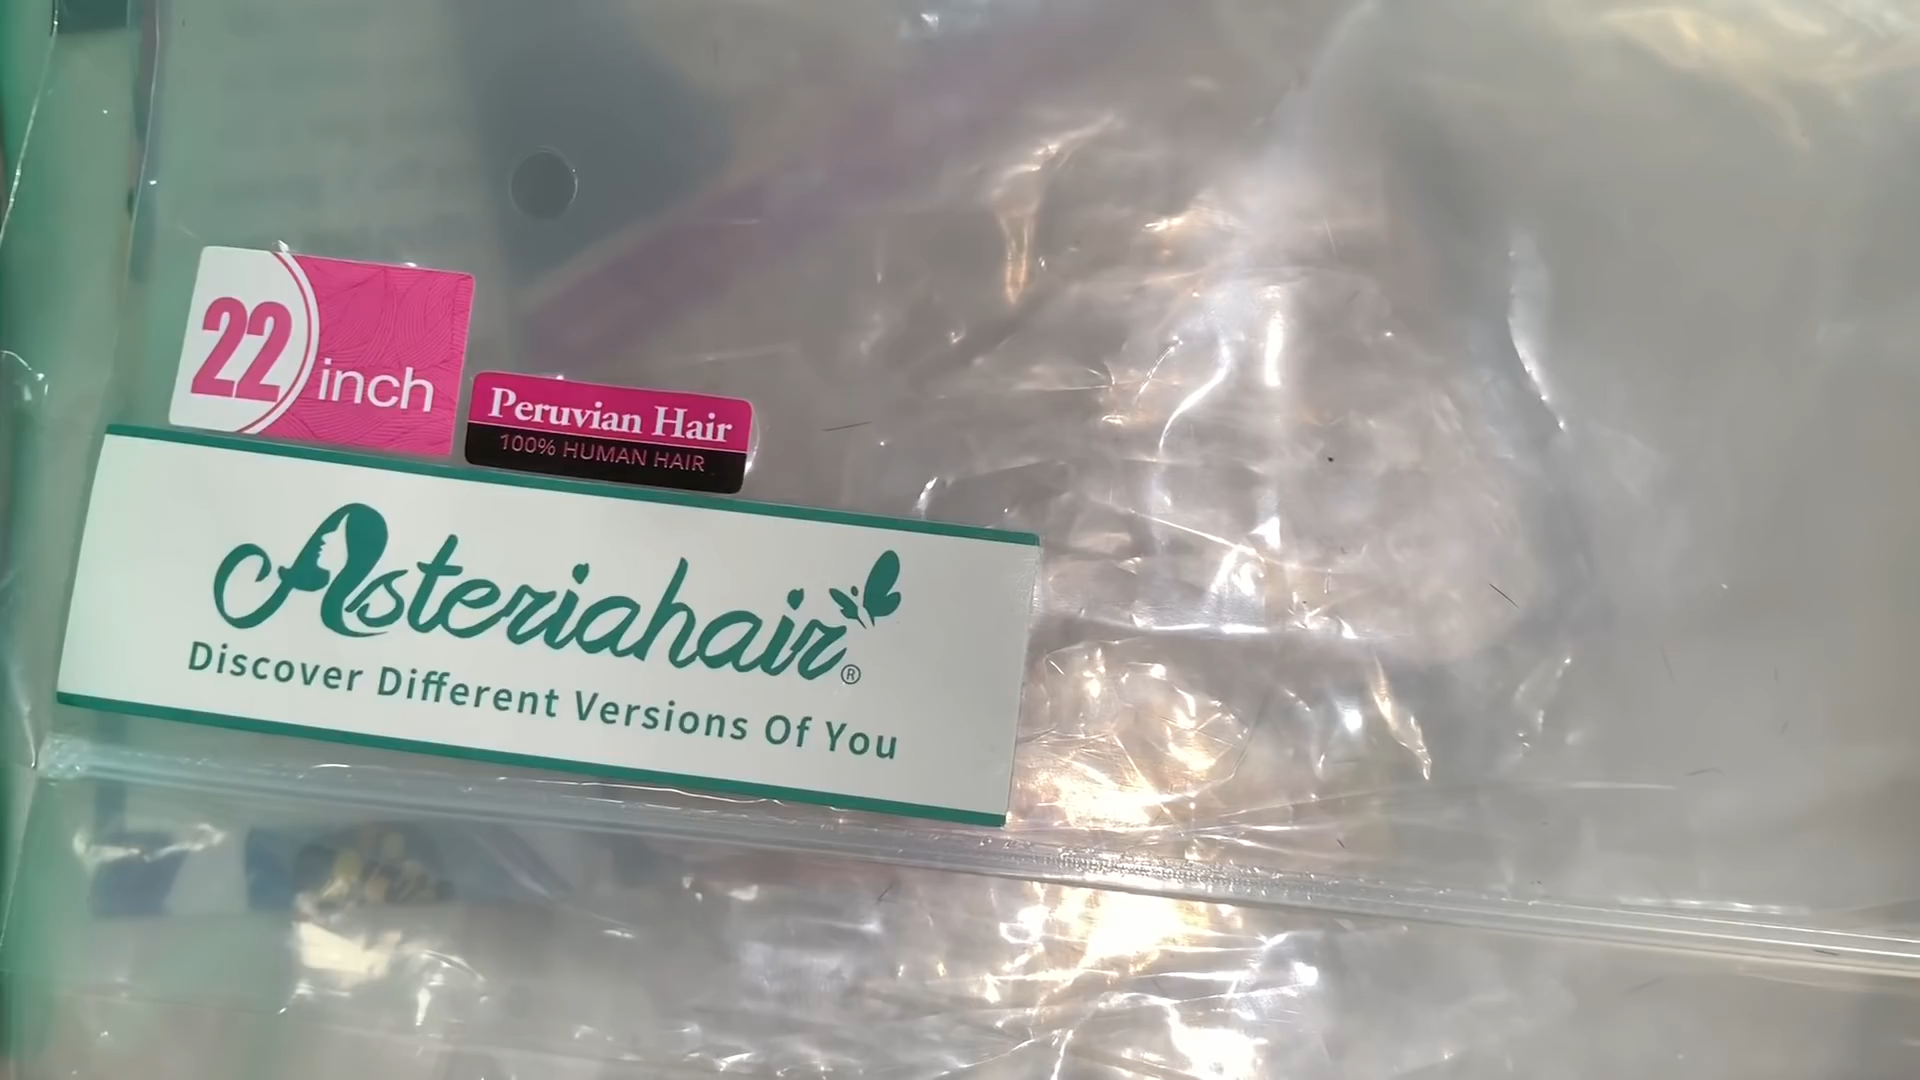 22 inch
Peruvian Hair
100% HUMAN HAIR
Asteriahair®
Discover Different Versions Of You